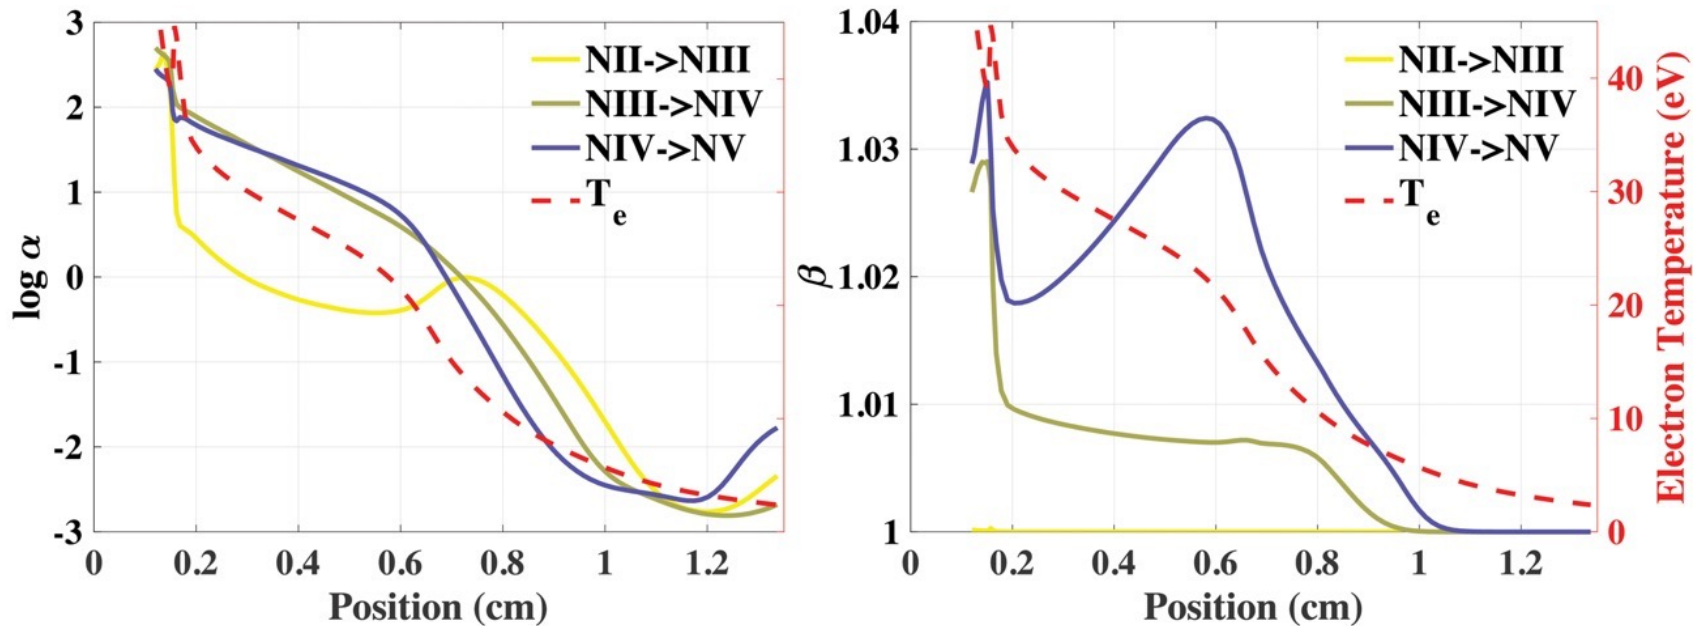 3
2
1
0
-1
-2
-3
log α
0
0.2
0.4
0.6
0.8
1
1.2
Position (cm)
NII->NIII
NIII->NIV
NIV->NV
Te
1.04
1.03
1.02
1.01
1
β
0
0.2
0.4
0.6
0.8
1
1.2
Position (cm)
NII->NIII
NIII->NIV
NIV->NV
Te
40
30
20
10
0
Electron Temperature (eV)